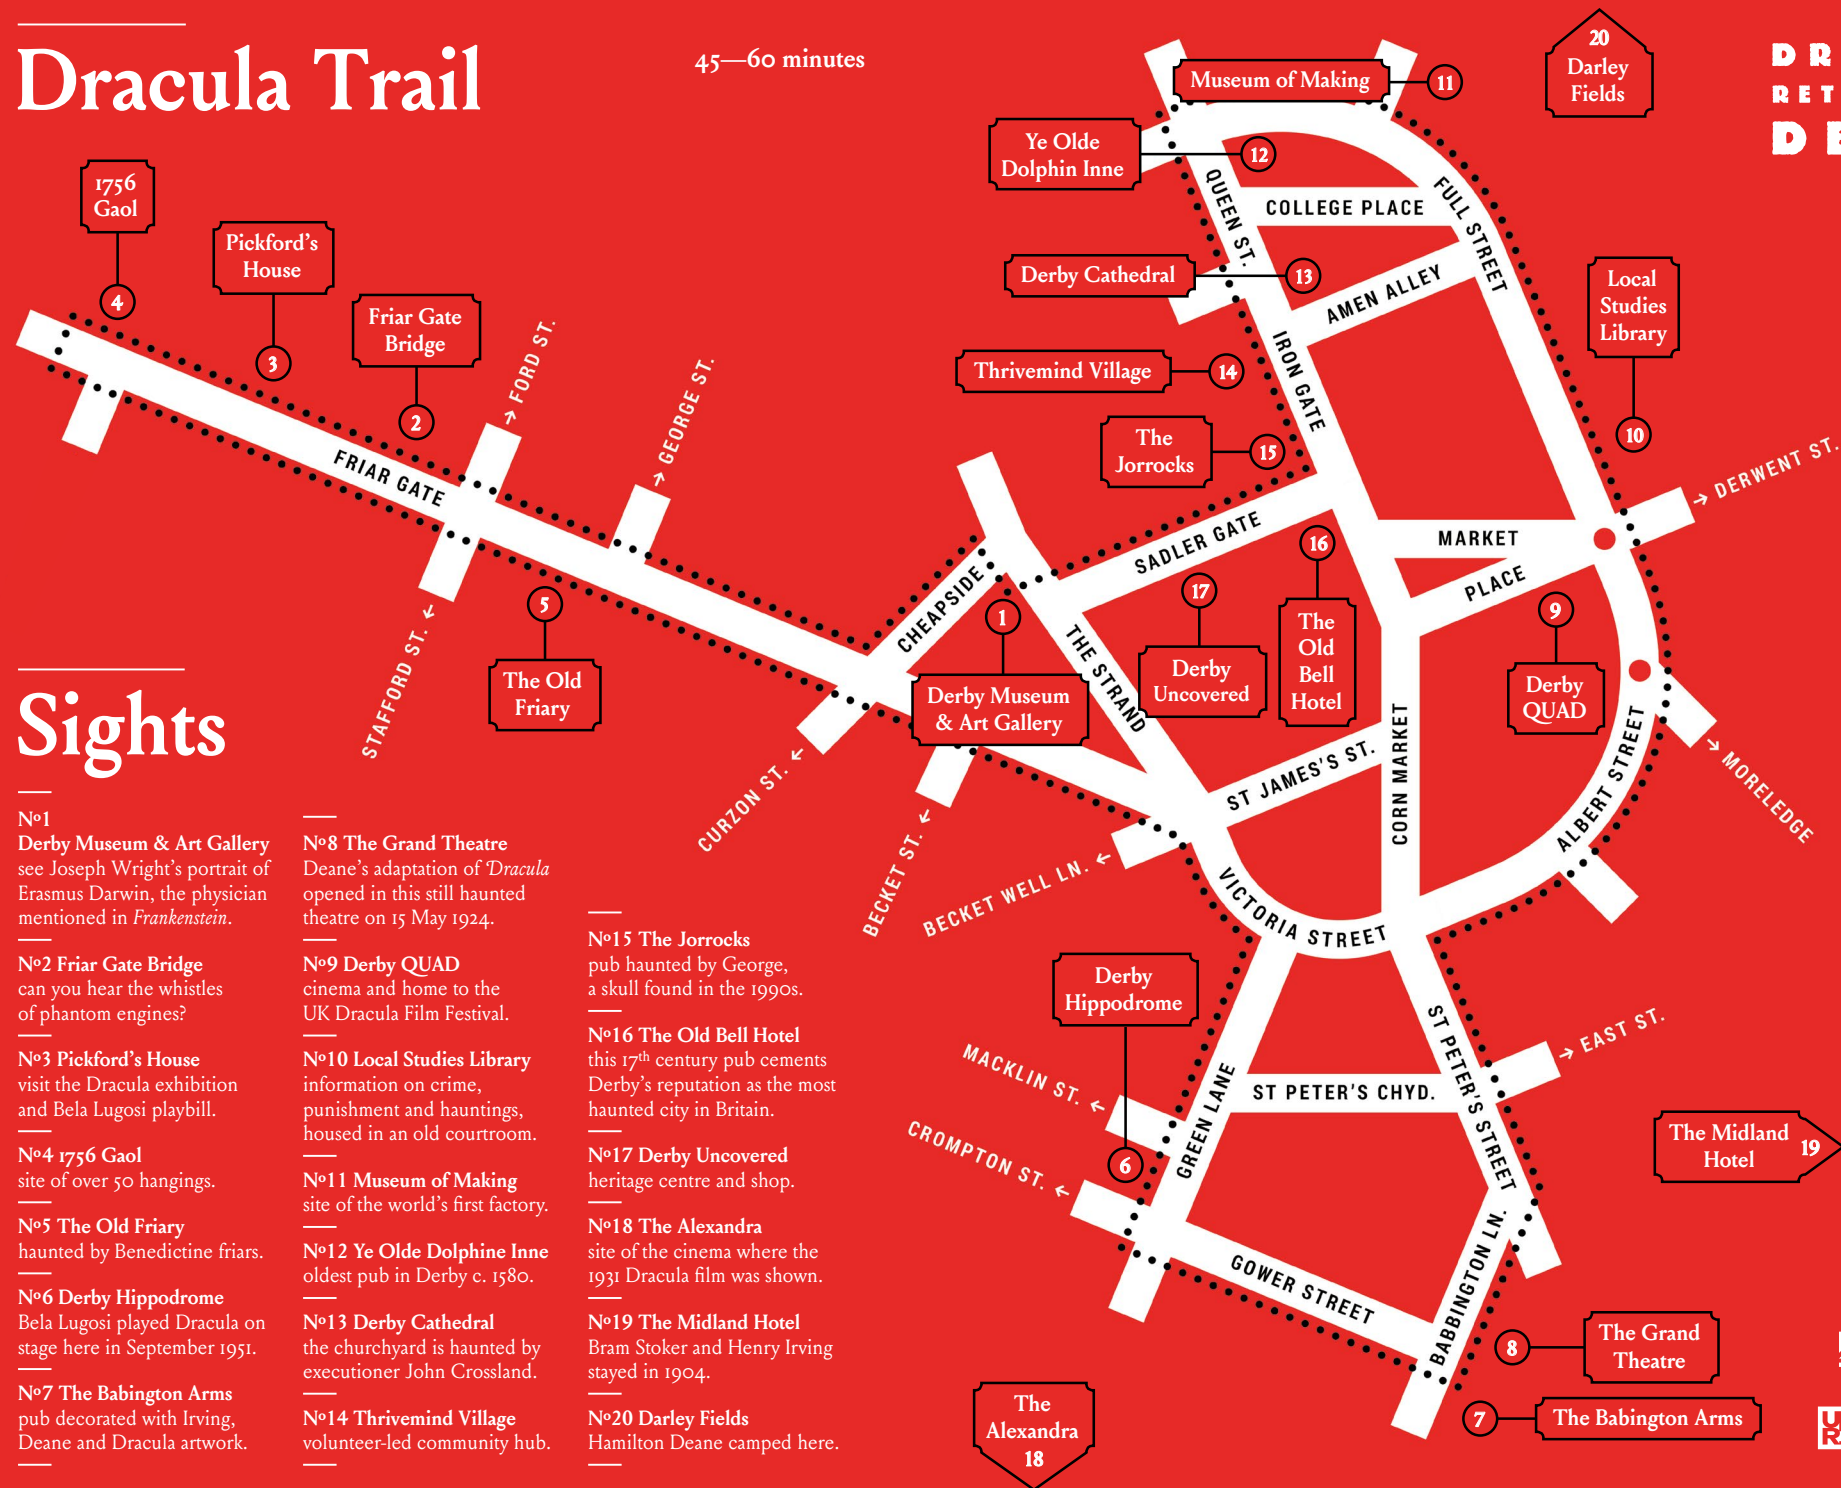 Dracula Trail
45—60 minutes
1756
Gaol
4
Pickford's
House
3
Friar Gate
Bridge
2
→ FORD ST.
→ GEORGE ST.
FRIAR GATE
STAFFORD ST. ←
5
The Old
Friary
CURZON ST. ←
BECKET ST. ←
BECKET WELL LN. ←
CHEAPSIDE
1
Derby Museum
& Art Gallery
THE STRAND
SADLER GATE
17
Derby
Uncovered
16
The
Old
Bell
Hotel
ST JAMES'S ST.
CORN MARKET
MARKET
PLACE
9
Derby
QUAD
ALBERT STREET
→ MORELEDGE
→ DERWENT ST.
Local
Studies
Library
10
20
Darley
Fields
Museum of Making
11
Ye Olde
Dolphin Inne
12
QUEEN ST.
COLLEGE PLACE
FULL STREET
AMEN ALLEY
Derby Cathedral
13
IRON GATE
Thrivemind Village
14
The
Jorrocks
15
VICTORIA STREET
Derby
Hippodrome
6
MACKLIN ST. ←
CROMPTON ST. ←
GREEN LANE
ST PETER'S CHYD.
ST PETER'S STREET
→ EAST ST.
GOWER STREET
BABBINGTON LN.
The Midland
Hotel
19
8
The Grand
Theatre
7
The Babington Arms
The
Alexandra
18
DR
RET
DE
Sights
Nº1
Derby Museum & Art Gallery
see Joseph Wright's portrait of
Erasmus Darwin, the physician
mentioned in Frankenstein.
Nº2 Friar Gate Bridge
can you hear the whistles
of phantom engines?
Nº3 Pickford's House
visit the Dracula exhibition
and Bela Lugosi playbill.
Nº4 1756 Gaol
site of over 50 hangings.
Nº5 The Old Friary
haunted by Benedictine friars.
Nº6 Derby Hippodrome
Bela Lugosi played Dracula on
stage here in September 1951.
Nº7 The Babington Arms
pub decorated with Irving,
Deane and Dracula artwork.
Nº8 The Grand Theatre
Deane's adaptation of Dracula
opened in this still haunted
theatre on 15 May 1924.
Nº9 Derby QUAD
cinema and home to the
UK Dracula Film Festival.
Nº10 Local Studies Library
information on crime,
punishment and hauntings,
housed in an old courtroom.
Nº11 Museum of Making
site of the world's first factory.
Nº12 Ye Olde Dolphine Inne
oldest pub in Derby c. 1580.
Nº13 Derby Cathedral
the churchyard is haunted by
executioner John Crossland.
Nº14 Thrivemind Village
volunteer-led community hub.
Nº15 The Jorrocks
pub haunted by George,
a skull found in the 1990s.
Nº16 The Old Bell Hotel
this 17th century pub cements
Derby's reputation as the most
haunted city in Britain.
Nº17 Derby Uncovered
heritage centre and shop.
Nº18 The Alexandra
site of the cinema where the
1931 Dracula film was shown.
Nº19 The Midland Hotel
Bram Stoker and Henry Irving
stayed in 1904.
Nº20 Darley Fields
Hamilton Deane camped here.